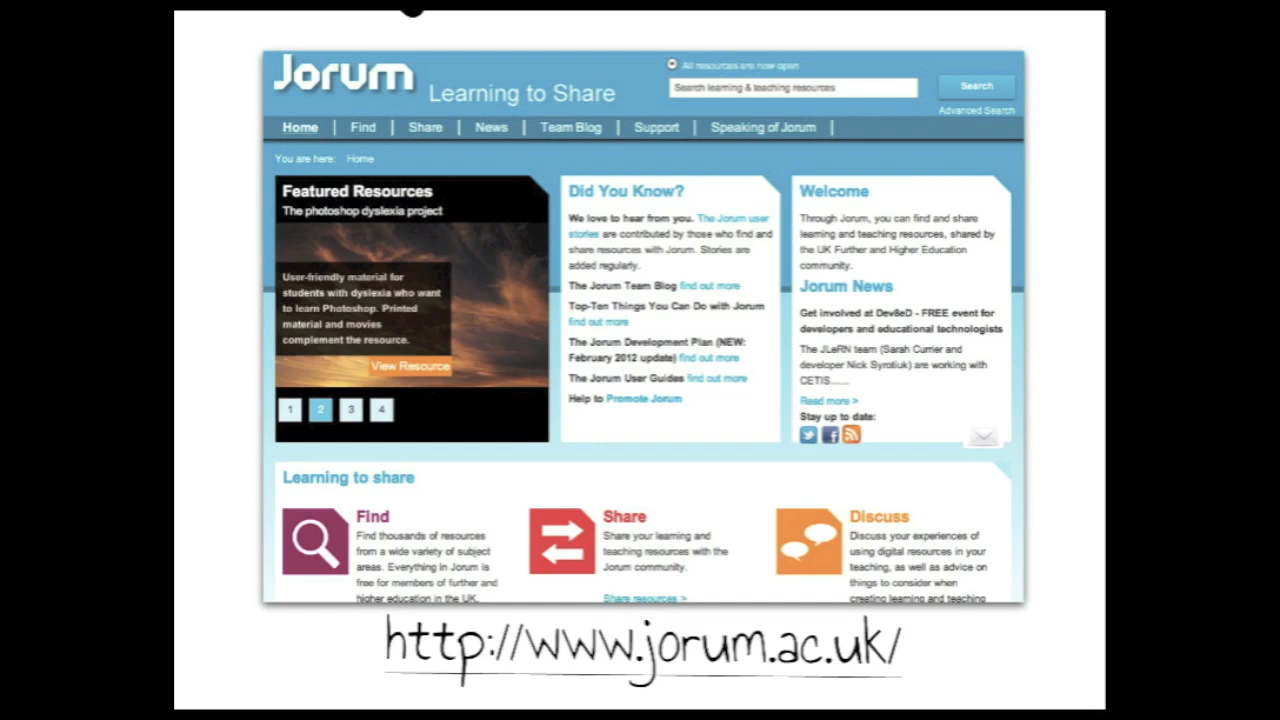 Jorum
Learning to Share
All resources are now open
Search learning & teaching resources
Search
Advanced Search
Home
Find
Share
News
Team Blog
Support
Speaking of Jorum
You are here: Home
Featured Resources
The photoshop dyslexia project
User-friendly material for
students with dyslexia who want
to learn Photoshop. Printed
material and movies
complement the resource.
View Resource
1 2 3 4
Did You Know?
We love to hear from you. The Jorum user
stories are contributed by those who find and
share resources with Jorum. Stories are
added regularly.
The Jorum Team Blog find out more
Top-Ten Things You Can Do with Jorum
find out more
The Jorum Development Plan (NEW:
February 2012 update) find out more
The Jorum User Guides find out more
Help to Promote Jorum
Welcome
Through Jorum, you can find and share
learning and teaching resources, shared by
the UK Further and Higher Education
community.
Jorum News
Get involved at Dev8eD - FREE event for
developers and educational technologists
The JLeRN team (Sarah Currier and
developer Nick Syrotiuk) are working with
CETIS......
Read more >
Stay up to date:
Learning to share
Find
Find thousands of resources
from a wide variety of subject
areas. Everything in Jorum is
free for members of further and
higher education in the UK.
Share
Share your learning and
teaching resources with the
Jorum community.
Share resources >
Discuss
Discuss your experiences of
using digital resources in your
teaching, as well as advice on
things to consider when
creating learning and teaching
http://www.jorum.ac.uk/